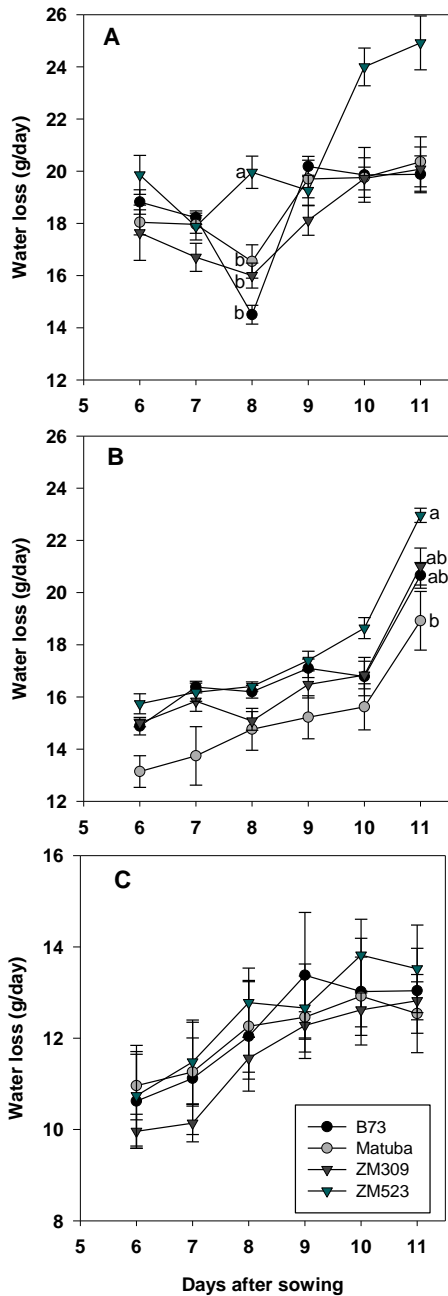 A
26
24
22
20
18
16
14
12
Water loss (g/day)
a
b
b
b
5 6 7 8 9 10 11
B
26
24
22
20
18
16
14
12
Water loss (g/day)
a
ab
ab
b
5 6 7 8 9 10 11
C
16
14
12
10
8
Water loss (g/day)
B73
Matuba
ZM309
ZM523
5 6 7 8 9 10 11
Days after sowing